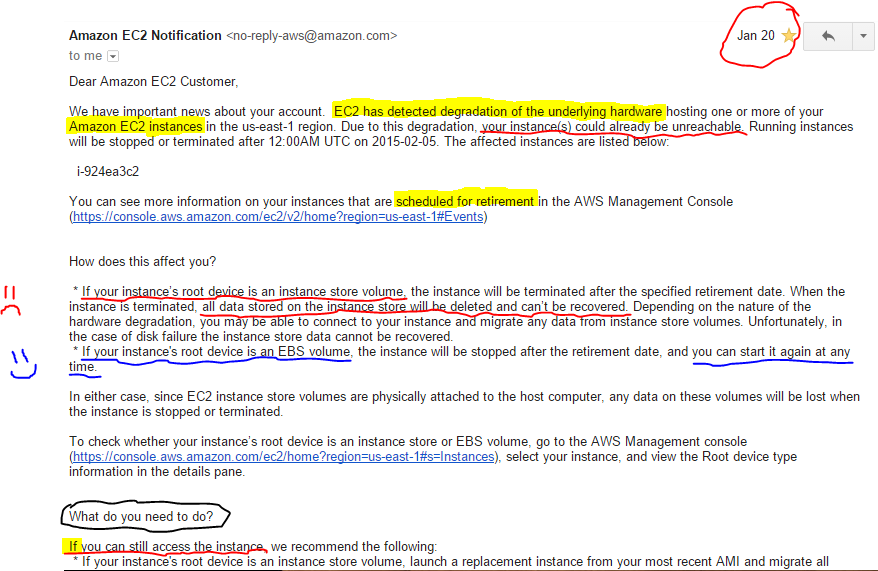 Amazon EC2 Notification <no-reply-aws@amazon.com>
Jan 20
to me
Dear Amazon EC2 Customer,
We have important news about your account. EC2 has detected degradation of the underlying hardware hosting one or more of your
Amazon EC2 instances in the us-east-1 region. Due to this degradation, your instance(s) could already be unreachable. Running instances
will be stopped or terminated after 12:00AM UTC on 2015-02-05. The affected instances are listed below:
i-924ea3c2
You can see more information on your instances that are scheduled for retirement in the AWS Management Console
(https://console.aws.amazon.com/ec2/v2/home?region=us-east-1#Events)
How does this affect you?
* If your instance's root device is an instance store volume, the instance will be terminated after the specified retirement date. When the
instance is terminated, all data stored on the instance store will be deleted and can't be recovered. Depending on the nature of the
hardware degradation, you may be able to connect to your instance and migrate any data from instance store volumes. Unfortunately, in
the case of disk failure the instance store data cannot be recovered.
* If your instance's root device is an EBS volume, the instance will be stopped after the retirement date, and you can start it again at any
time.
In either case, since EC2 instance store volumes are physically attached to the host computer, any data on these volumes will be lost when
the instance is stopped or terminated.
To check whether your instance's root device is an instance store or EBS volume, go to the AWS Management console
(https://console.aws.amazon.com/ec2/home?region=us-east-1#s=Instances), select your instance, and view the Root device type
information in the details pane.
What do you need to do?
If you can still access the instance, we recommend the following:
* If your instance's root device is an instance store volume, launch a replacement instance from your most recent AMI and migrate all